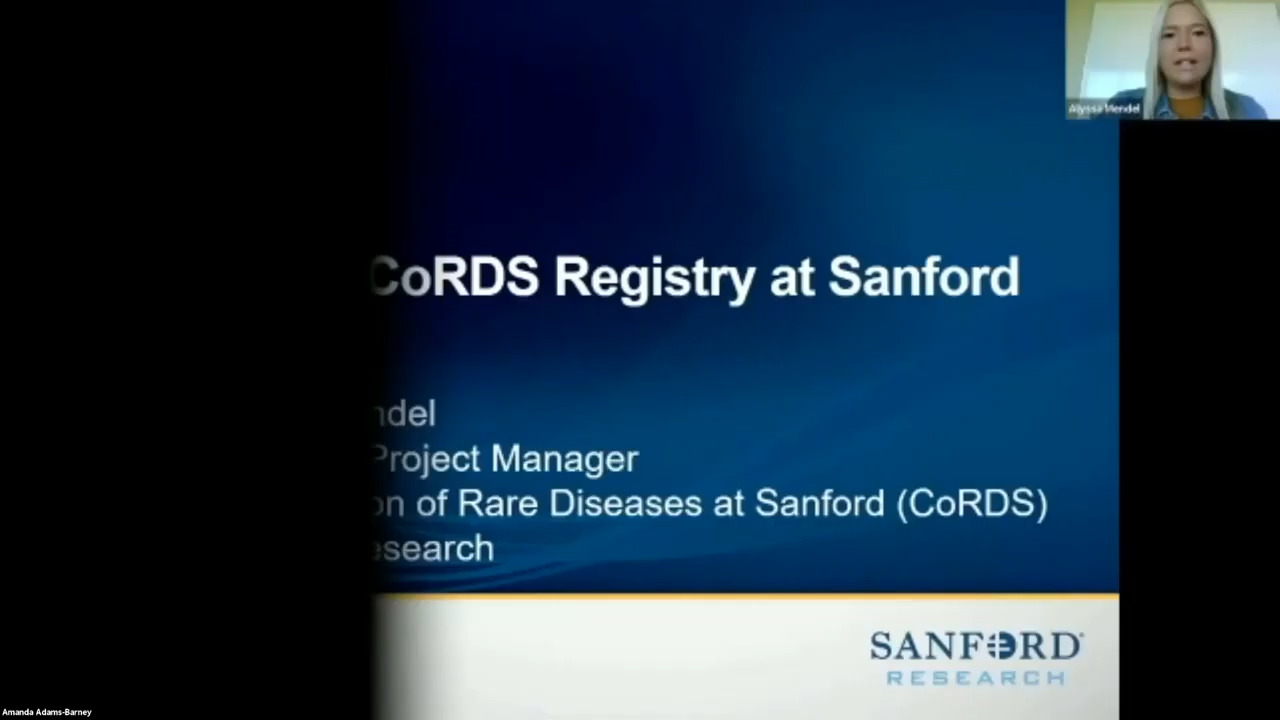 Alyssa Mendel
CoRDS Registry at Sanford
ndel
Project Manager
on of Rare Diseases at Sanford (CoRDS)
esearch
SANFORD
RESEARCH
Amanda Adams-Barney